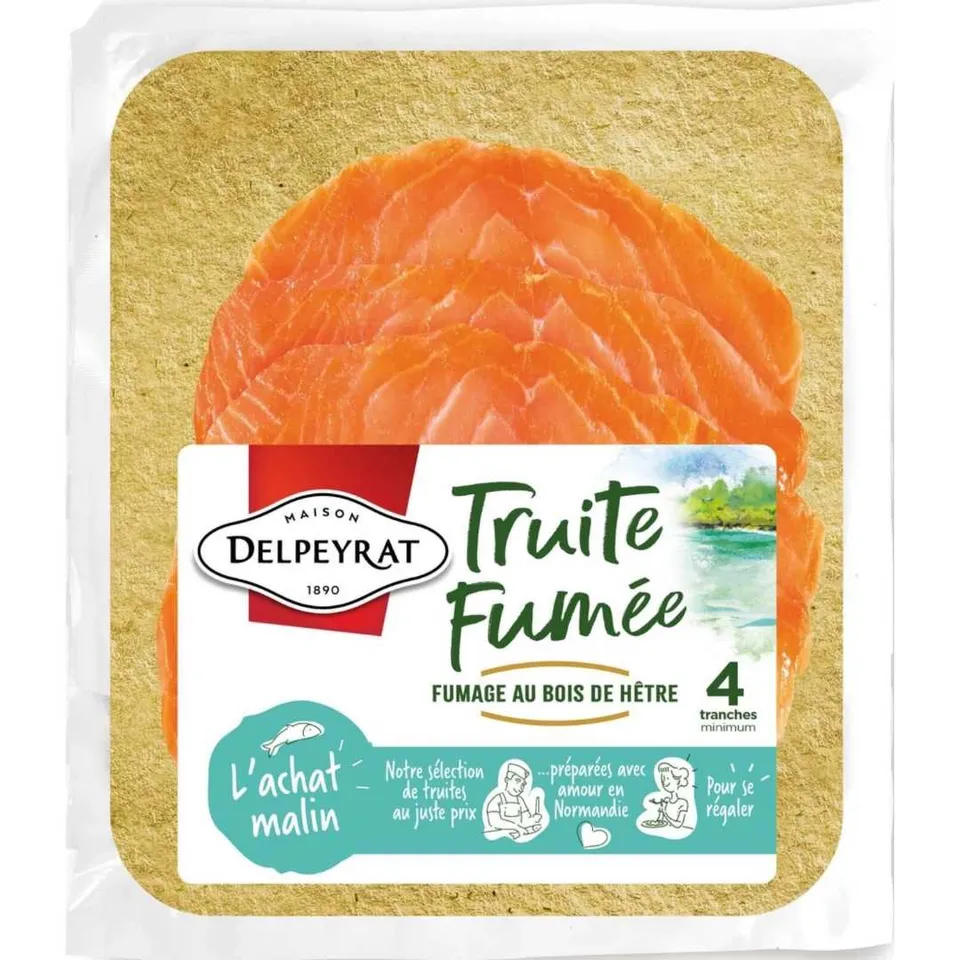 MAISON
DELPEYRAT
1890
Truite
Fumée
FUMAGE AU BOIS DE HÊTRE
4
tranches
minimum
L'achat
malin
Notre sélection
de truites
au juste prix
...préparées avec
amour en
Normandie
Pour se
régaler